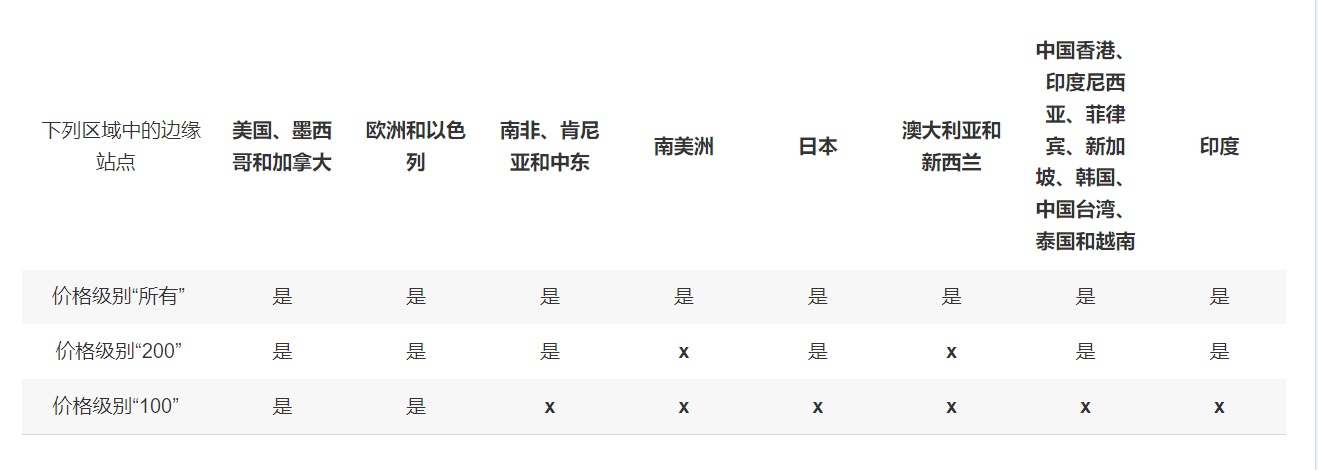 下列区域中的边缘
站点
美国、墨西
哥和加拿大
欧洲和以色
列
南非、肯尼
亚和中东
南美洲
日本
澳大利亚和
新西兰
中国香港、
印度尼西
亚、菲律
宾、新加
坡、韩国、
中国台湾、
泰国和越南
印度
价格级别“所有” 是 是 是 是 是 是 是 是
价格级别“200” 是 是 是 x 是 x 是 是
价格级别“100” 是 是 x x x x x x